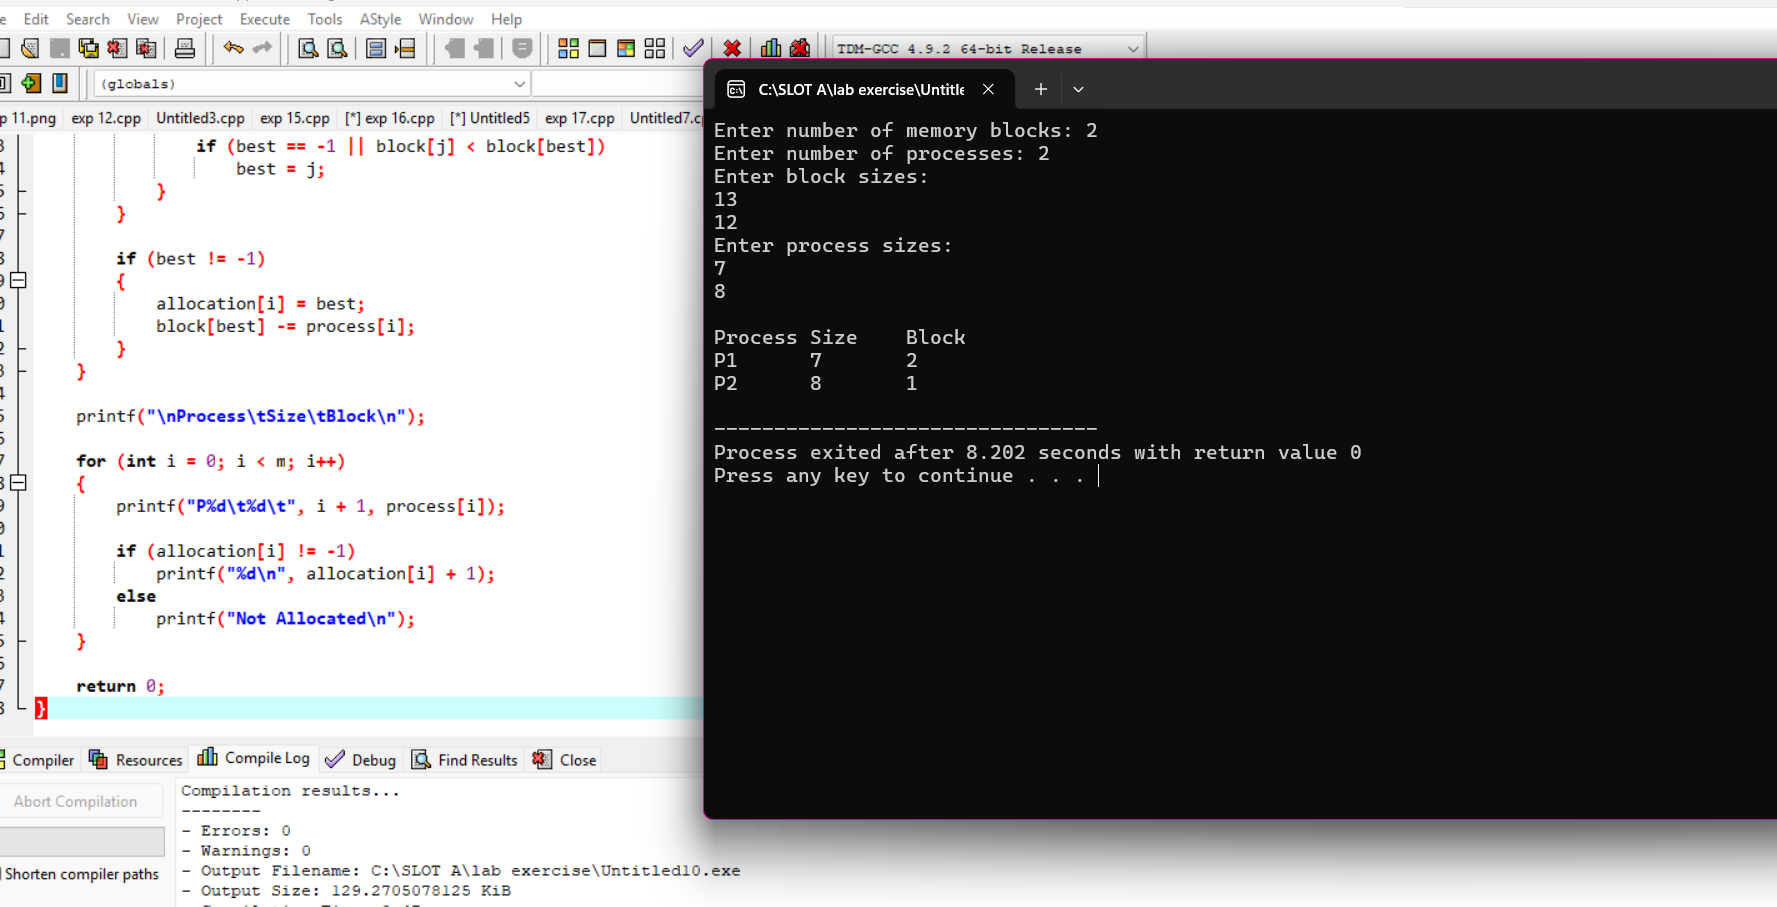 Edit Search View Project Execute Tools AStyle Window Help
TDM-GCC 4.9.2 64-bit Release
(globals)
p 11.png exp 12.cpp Untitled3.cpp exp 15.cpp [*] exp 16.cpp [*] Untitled5 exp 17.cpp Untitled7.c
if (best == -1 || block[j] < block[best])
best = j;
}
}
if (best != -1)
{
allocation[i] = best;
block[best] -= process[i];
}
}
printf("\nProcess\tSize\tBlock\n");
for (int i = 0; i < m; i++)
{
printf("P%d\t%d\t", i + 1, process[i]);
if (allocation[i] != -1)
printf("%d\n", allocation[i] + 1);
else
printf("Not Allocated\n");
}
return 0;
}
Compiler Resources Compile Log Debug Find Results Close
Abort Compilation
Shorten compiler paths
Compilation results...
--------
- Errors: 0
- Warnings: 0
- Output Filename: C:\SLOT A\lab exercise\Untitled10.exe
- Output Size: 129.2705078125 KiB
C:\SLOT A\lab exercise\Untitle
Enter number of memory blocks: 2
Enter number of processes: 2
Enter block sizes:
13
12
Enter process sizes:
7
8
Process Size Block
P1 7 2
P2 8 1
--------------------------------
Process exited after 8.202 seconds with return value 0
Press any key to continue . . .